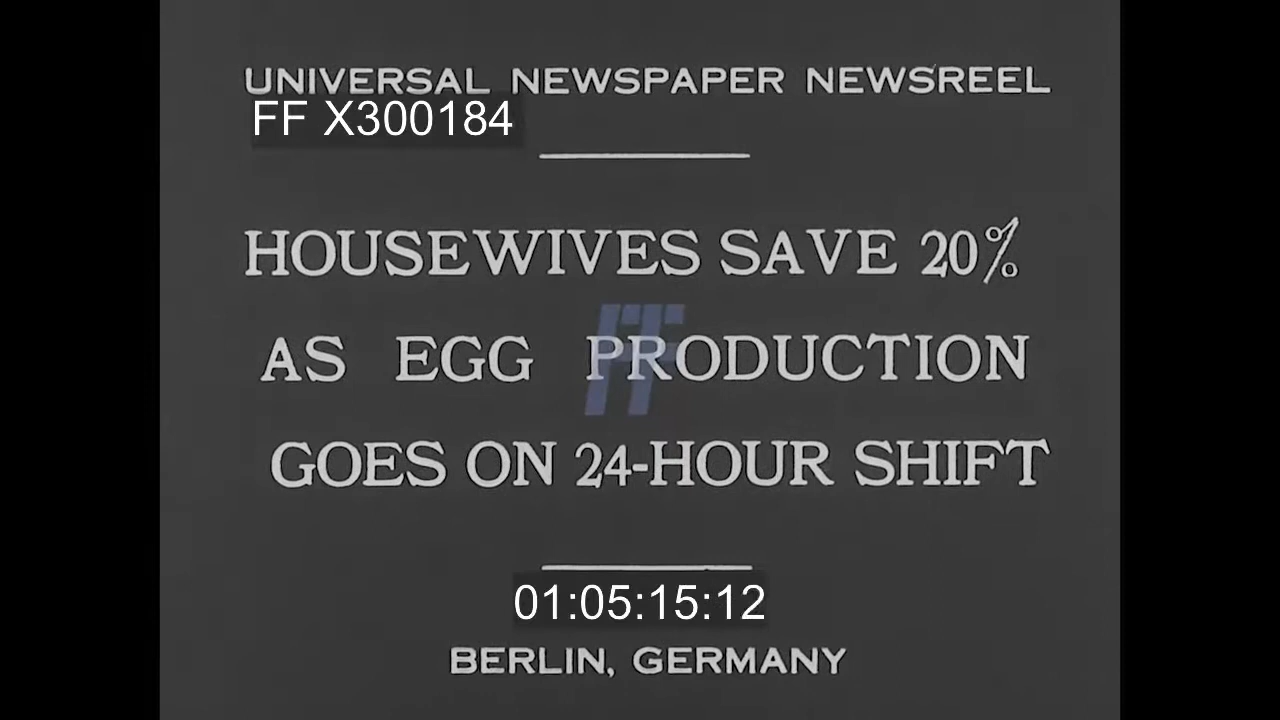 UNIVERSAL NEWSPAPER NEWSREEL
FF X300184
HOUSEWIVES SAVE 20%
AS EGG PRODUCTION
GOES ON 24-HOUR SHIFT
01:05:15:12
BERLIN, GERMANY
FF